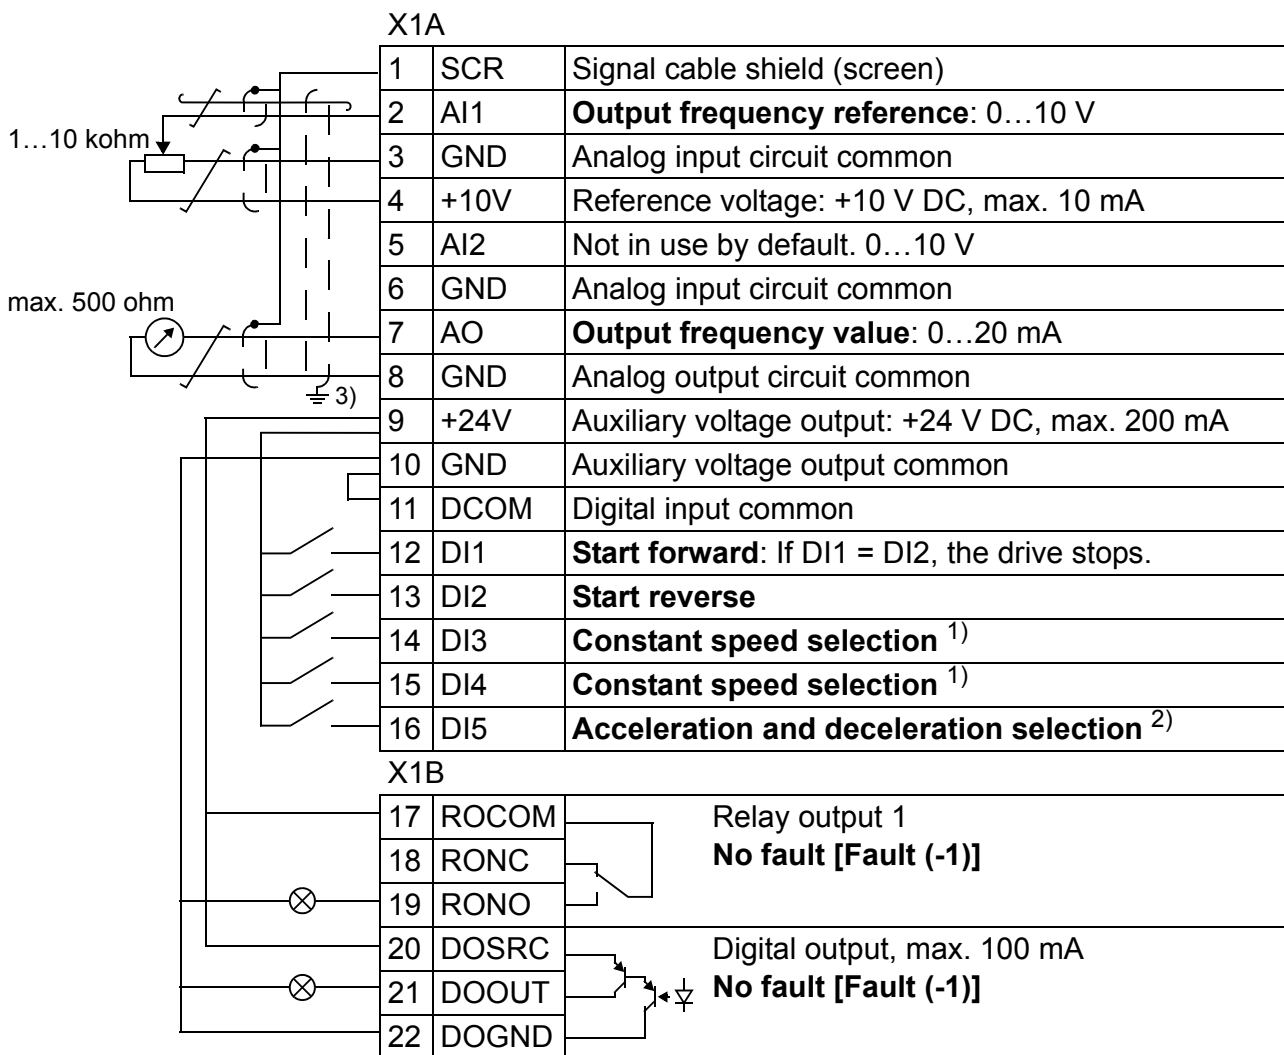 X1A
1 SCR Signal cable shield (screen)
2 AI1 Output frequency reference: 0…10 V
1…10 kohm
3 GND Analog input circuit common
4 +10V Reference voltage: +10 V DC, max. 10 mA
5 AI2 Not in use by default. 0…10 V
6 GND Analog input circuit common
max. 500 ohm
7 AO Output frequency value: 0…20 mA
8 GND Analog output circuit common
3)
9 +24V Auxiliary voltage output: +24 V DC, max. 200 mA
10 GND Auxiliary voltage output common
11 DCOM Digital input common
12 DI1 Start forward: If DI1 = DI2, the drive stops.
13 DI2 Start reverse
14 DI3 Constant speed selection 1)
15 DI4 Constant speed selection 1)
16 DI5 Acceleration and deceleration selection 2)
X1B
17 ROCOM Relay output 1
18 RONC No fault [Fault (-1)]
19 RONO
20 DOSRC Digital output, max. 100 mA
21 DOOUT No fault [Fault (-1)]
22 DOGND